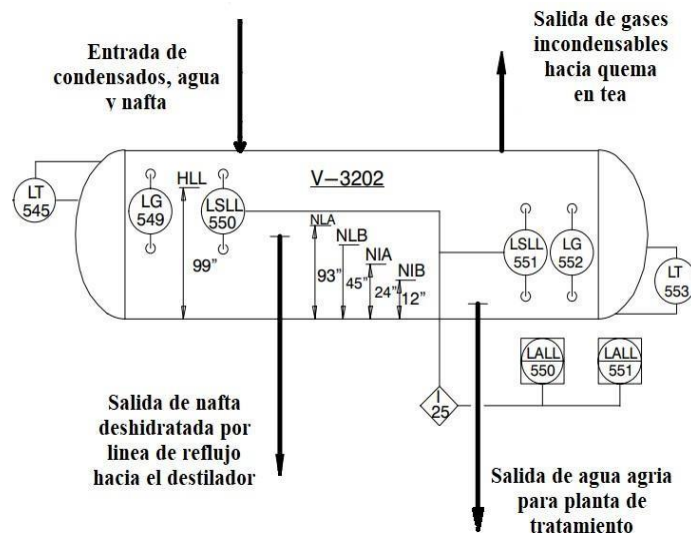 Entrada de
condensados, agua
y nafta
Salida de gases
incondensables
hacia quema
en tea
V-3202
LT
545
LG
549
HLL
99"
LSLL
550
NLA
93"
NLB
45"
NIA
24"
NIB
12"
LSLL
551
LG
552
LT
553
LALL
550
LALL
551
I
25
Salida de nafta
deshidratada por
linea de reflujo
hacia el destilador
Salida de agua agria
para planta de
tratamiento